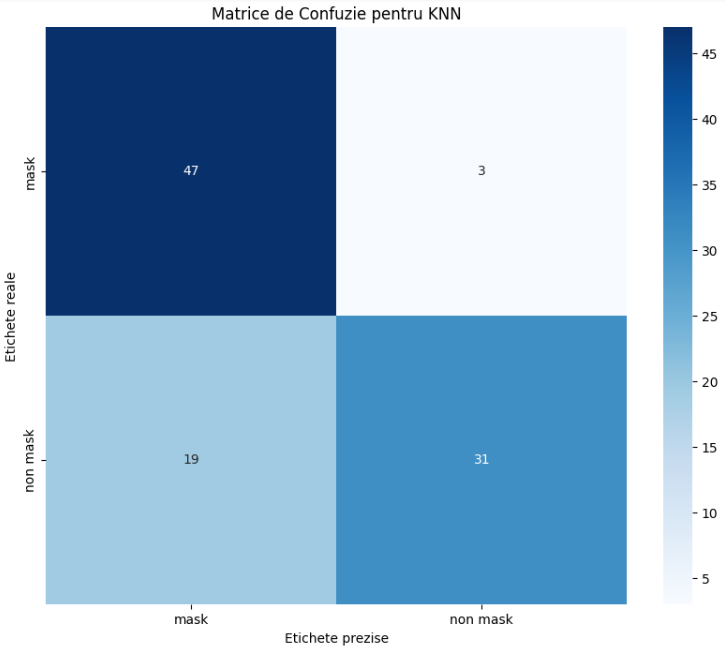 Matrice de Confuzie pentru KNN
mask
47
3
45
40
35
30
25
20
15
10
5
Etichete reale
non mask
19
31
mask
non mask
Etichete prezise